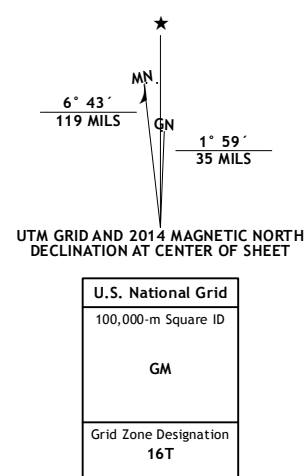 ★
MN
6° 43´
119 MILS
GN
1° 59´
35 MILS
UTM GRID AND 2014 MAGNETIC NORTH
DECLINATION AT CENTER OF SHEET
U.S. National Grid
100,000-m Square ID
GM
Grid Zone Designation
16T